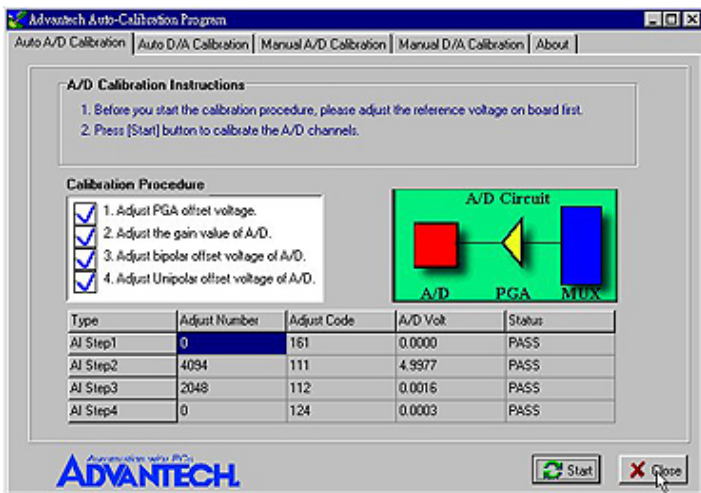 Advantech Auto-Calibration Program
Auto A/D Calibration Auto D/A Calibration Manual A/D Calibration Manual D/A Calibration About
A/D Calibration Instructions
1. Before you start the calibration procedure, please adjust the reference voltage on board first.
2. Press [Start] button to calibrate the A/D channels.
Calibration Procedure
1. Adjust PGA offset voltage.
2. Adjust the gain value of A/D.
3. Adjust bipolar offset voltage of A/D.
4. Adjust Unipolar offset voltage of A/D.
A/D Circuit
A/D PGA MUX
Type Adjust Number Adjust Code A/D Volt Status
AI Step1 0 161 0.0000 PASS
AI Step2 4094 111 4.9977 PASS
AI Step3 2048 112 0.0016 PASS
AI Step4 0 124 0.0003 PASS
Automation with PCs
ADVANTECH.
Start Close